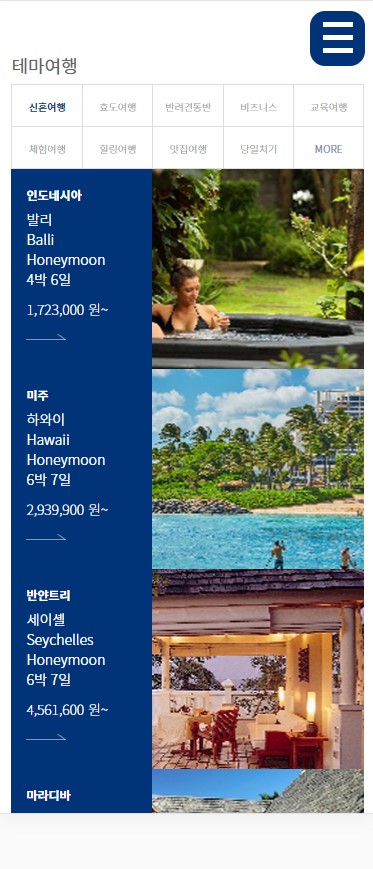 테마여행
신혼여행 효도여행 반려견동반 비즈니스 교육여행
체험여행 힐링여행 맛집여행 당일치기 MORE
인도네시아
발리
Balli
Honeymoon
4박 6일
1,723,000 원~
미주
하와이
Hawaii
Honeymoon
6박 7일
2,939,900 원~
반얀트리
세이셸
Seychelles
Honeymoon
6박 7일
4,561,600 원~
마라디바